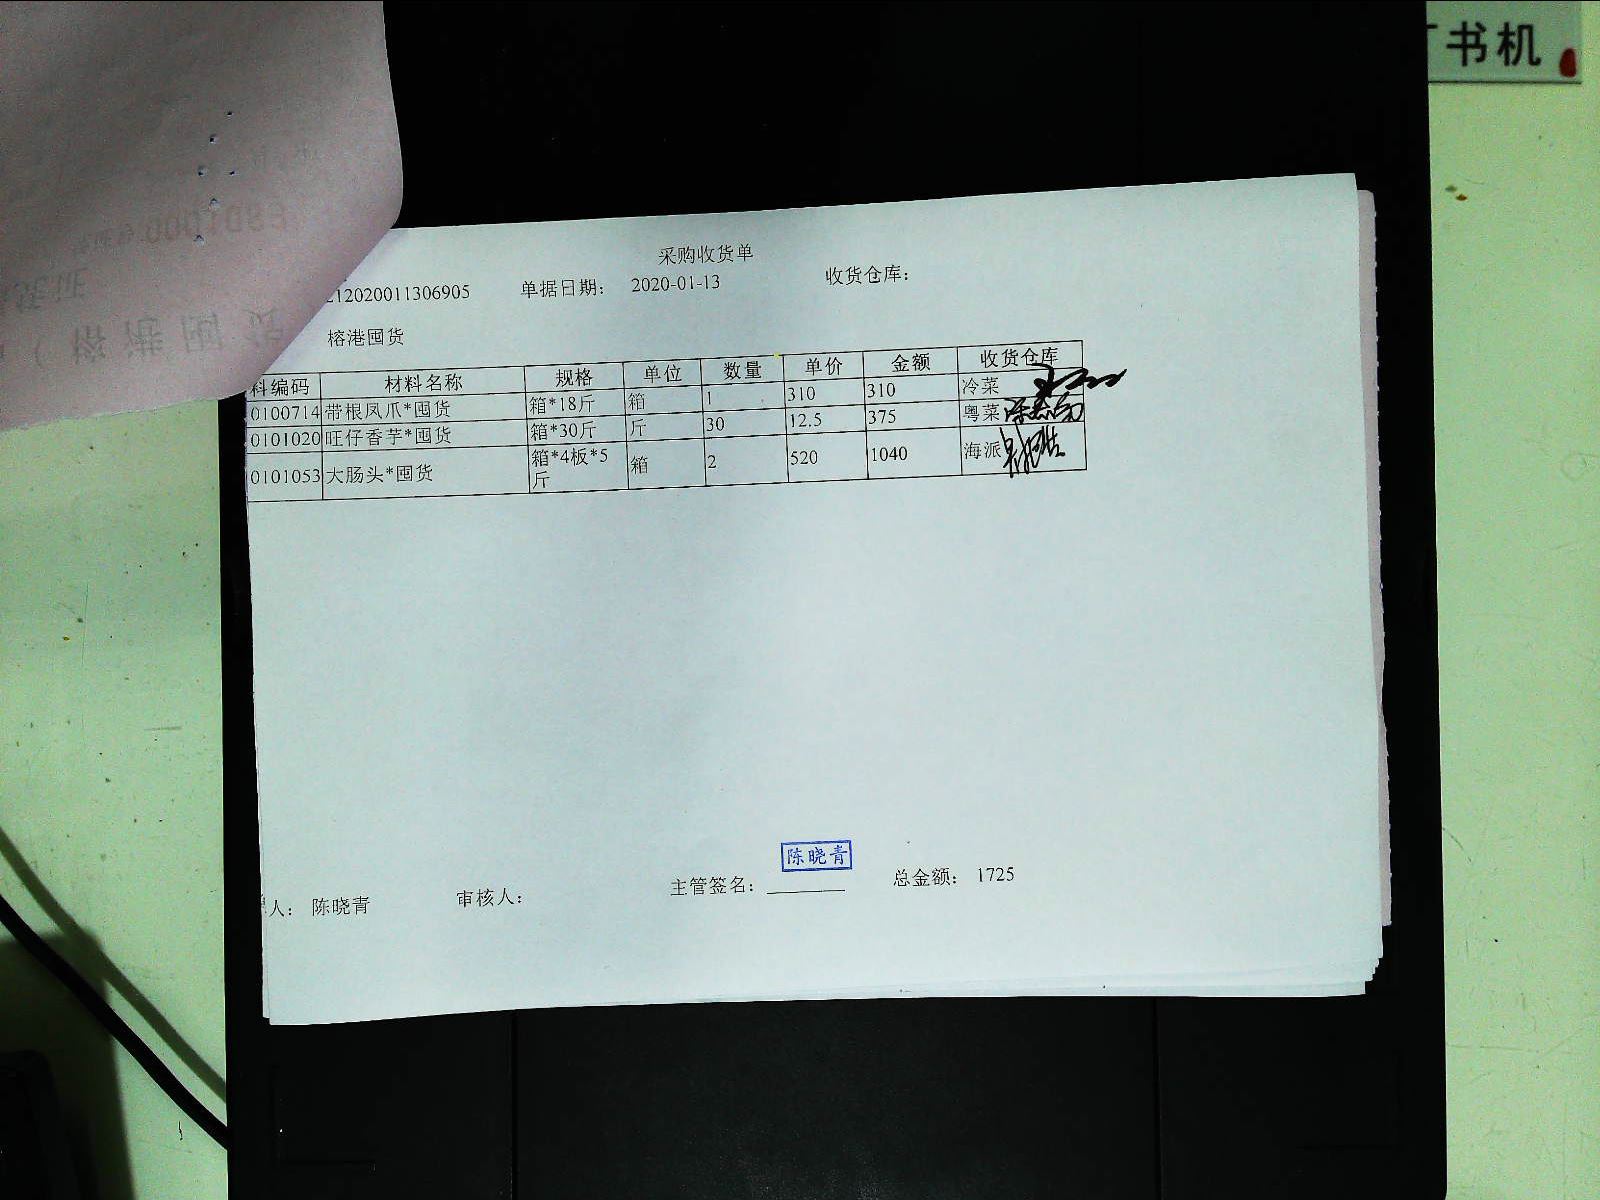 书机
采购收货单
12020011306905 单据日期: 2020-01-13 收货仓库:
榕港囤货
料编码 材料名称 规格 单位 数量 单价 金额 收货仓库
0100714 带根凤爪*囤货 箱*18斤 箱 1 310 310 冷菜
0101020 旺仔香芋*囤货 箱*30斤 斤 30 12.5 375 粤菜
0101053 大肠头*囤货 箱*4板*5斤 箱 2 520 1040 海派
陈晓青
人: 陈晓青 审核人: 主管签名: 总金额: 1725